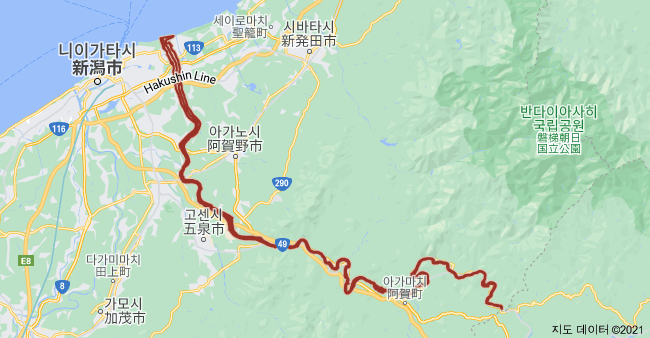 세이로마치
聖籠町
시바타시
新発田市
113
니이가타시
新潟市
Hakushin Line
반다이아사히
국립공원
磐梯朝日
国立公園
116
아가노시
阿賀野市
290
고센시
五泉市
49
E8
다가미마치
田上町
아가마치
阿賀町
8
가모시
加茂市
지도 데이터 ©2021